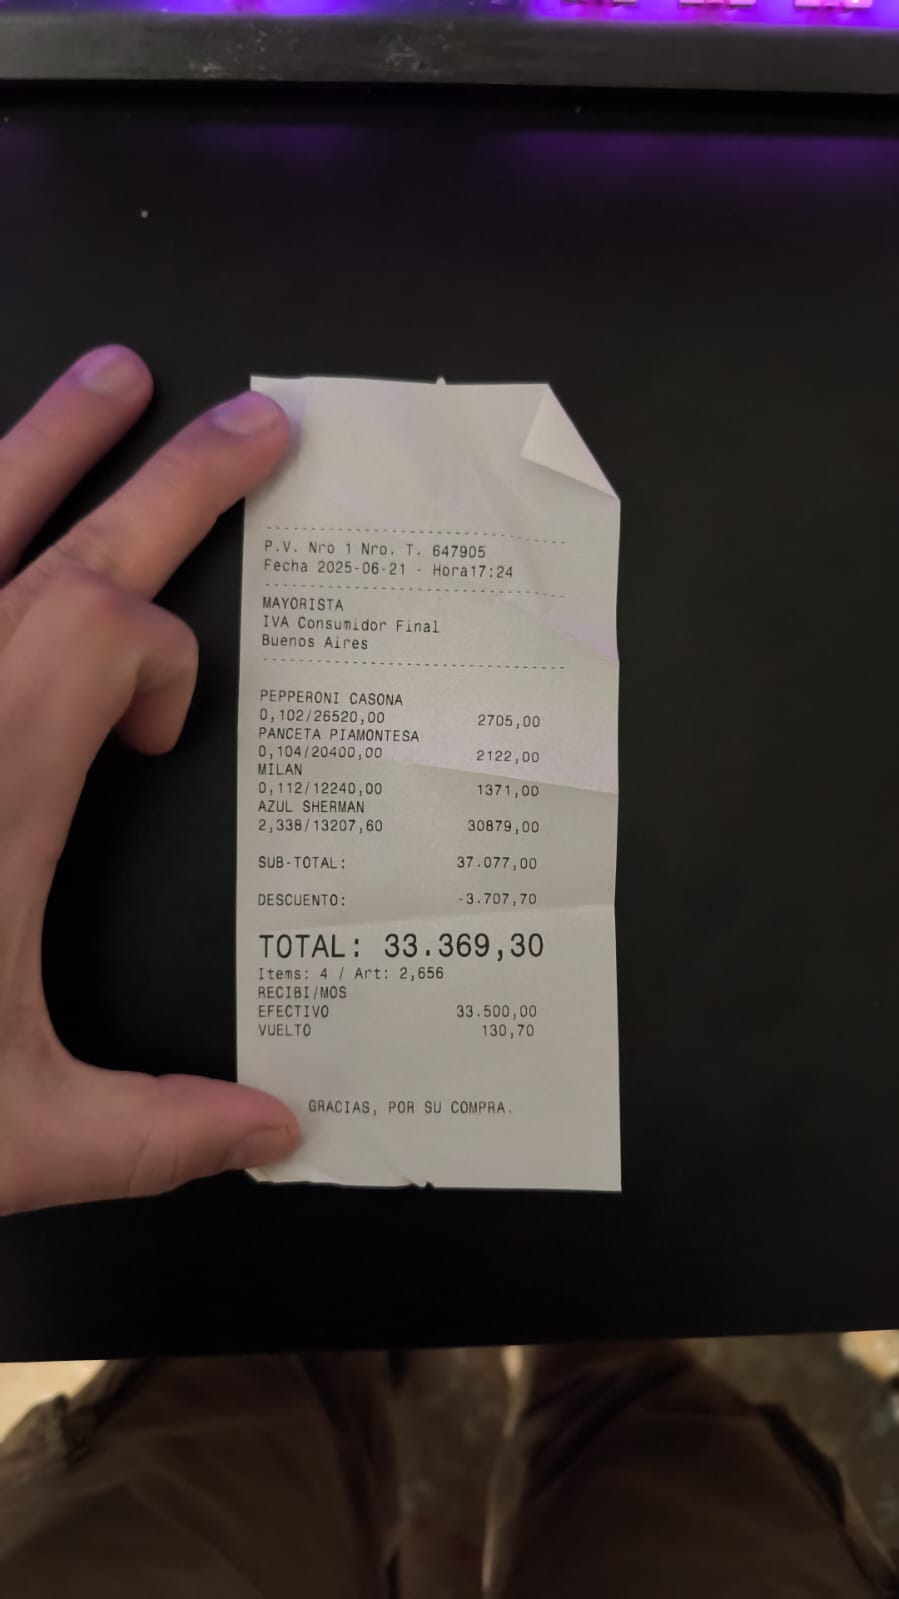 P.V. Nro 1 Nro. T. 647905
Fecha 2025-06-21 - Hora17:24
MAYORISTA
IVA Consumidor Final
Buenos Aires
PEPPERONI CASONA
0,102/26520,00 2705,00
PANCETA PIAMONTESA
0,104/20400,00 2122,00
MILAN
0,112/12240,00 1371,00
AZUL SHERMAN
2,338/13207,60 30879,00
SUB-TOTAL: 37.077,00
DESCUENTO: -3.707,70
TOTAL: 33.369,30
Items: 4 / Art: 2,656
RECIBI/MOS
EFECTIVO 33.500,00
VUELTO 130,70
GRACIAS, POR SU COMPRA.